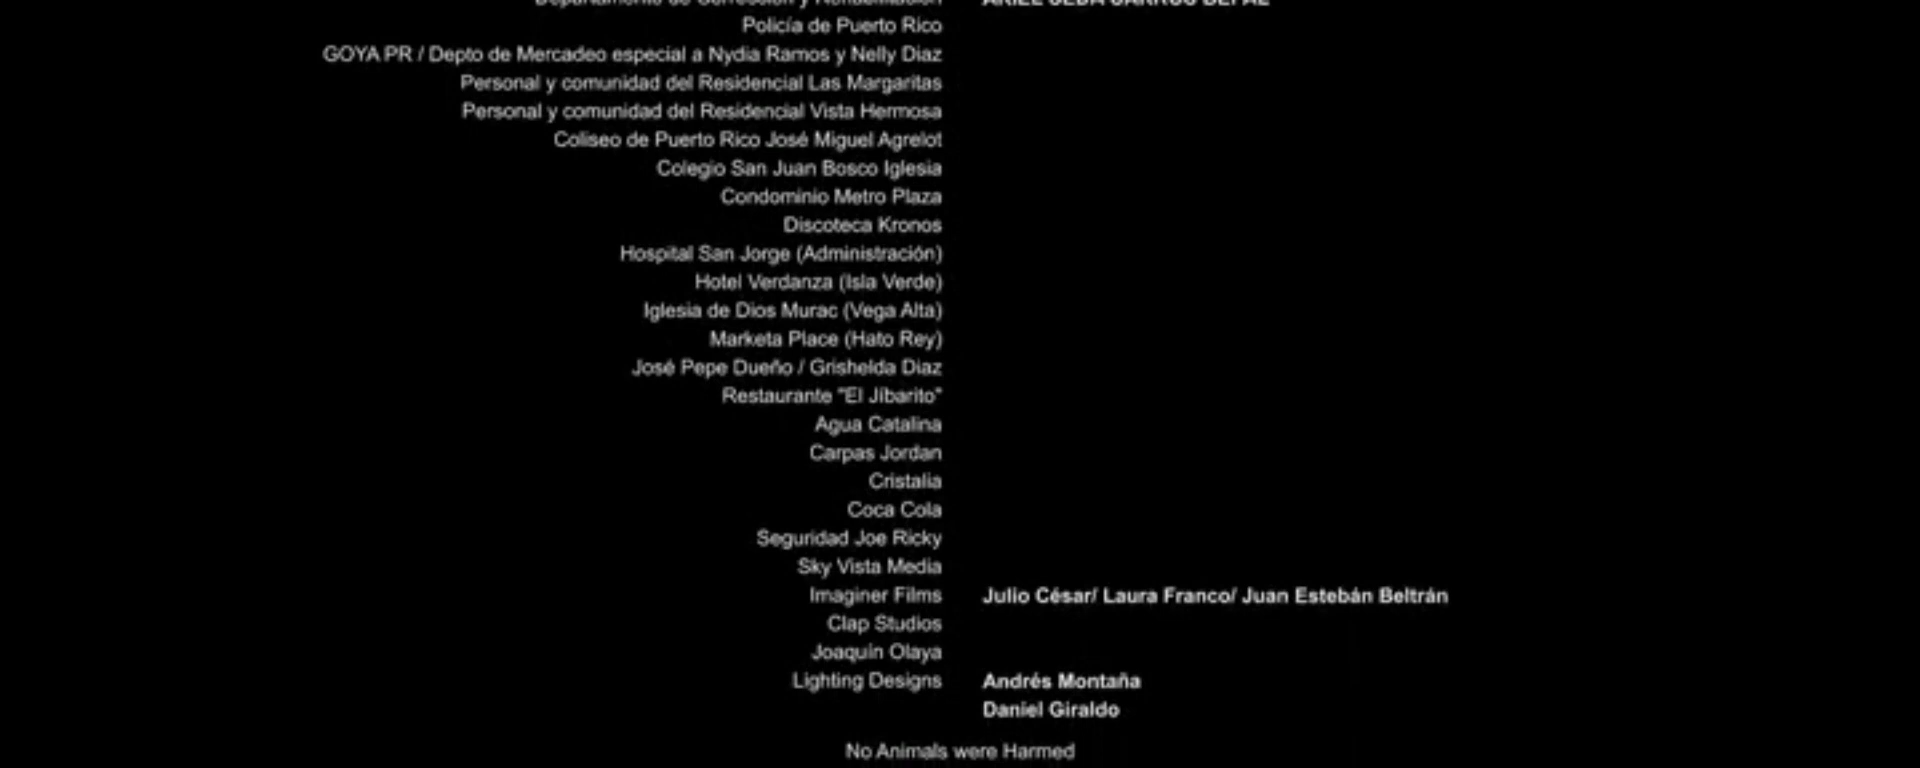 Policía de Puerto Rico
GOYA PR / Depto de Mercadeo especial a Nydia Ramos y Nelly Diaz
Personal y comunidad del Residencial Las Margaritas
Personal y comunidad del Residencial Vista Hermosa
Coliseo de Puerto Rico José Miguel Agrelot
Colegio San Juan Bosco Iglesia
Condominio Metro Plaza
Discoteca Kronos
Hospital San Jorge (Administración)
Hotel Verdanza (Isla Verde)
Iglesia de Dios Murac (Vega Alta)
Marketa Place (Hato Rey)
José Pepe Dueño / Grishelda Diaz
Restaurante "El Jíbarito"
Agua Catalina
Carpas Jordan
Cristalia
Coca Cola
Seguridad Joe Ricky
Sky Vista Media
Imaginer Films Julio César/ Laura Franco/ Juan Estebán Beltrán
Clap Studios
Joaquín Olaya
Lighting Designs Andrés Montaña
Daniel Giraldo
No Animals were Harmed